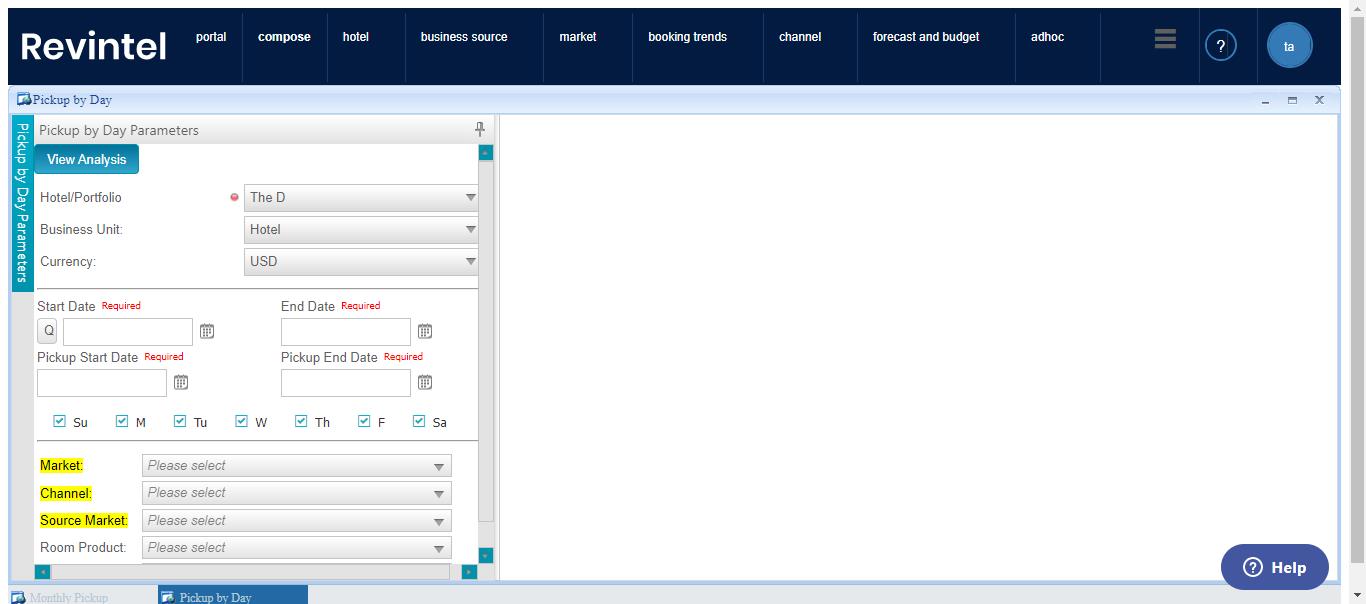 Revintel portal compose hotel business source market booking trends channel forecast and budget adhoc ? ta
Pickup by Day
Pickup by Day Parameters
Pickup by Day Parameters
View Analysis
Hotel/Portfolio The D
Business Unit: Hotel
Currency: USD
Start Date Required End Date Required
Q
Pickup Start Date Required Pickup End Date Required
Su M Tu W Th F Sa
Market: Please select
Channel: Please select
Source Market: Please select
Room Product: Please select
? Help
Monthly Pickup Pickup by Day